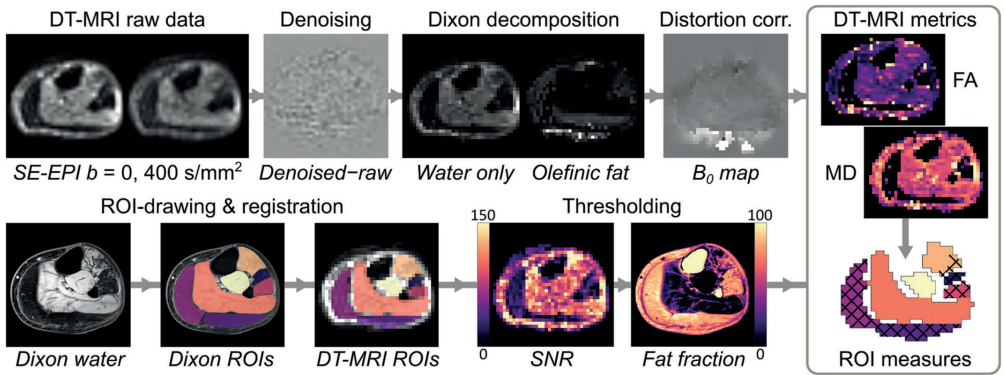 DT-MRI raw data
Denoising
Dixon decomposition
Distortion corr.
DT-MRI metrics
FA
MD
SE-EPI b = 0, 400 s/mm²
Denoised−raw
Water only
Olefinic fat
B₀ map
ROI-drawing & registration
Thresholding
150
0
100
0
Dixon water
Dixon ROIs
DT-MRI ROIs
SNR
Fat fraction
ROI measures